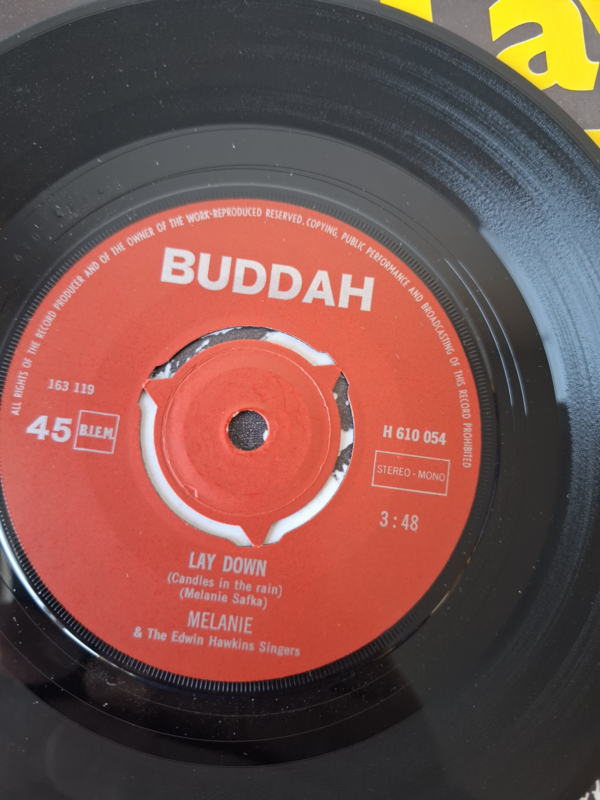 ALL RIGHTS OF THE RECORD PRODUCER AND OF THE OWNER OF THE WORK-REPRODUCED RESERVED. COPYING, PUBLIC PERFORMANCE AND BROADCASTING OF THIS RECORD PROHIBITED
BUDDAH
163 119
45 B.I.E.M.
H 610 054
STEREO - MONO
3 : 48
LAY DOWN
(Candles in the rain)
(Melanie Safka)
MELANIE
& The Edwin Hawkins Singers